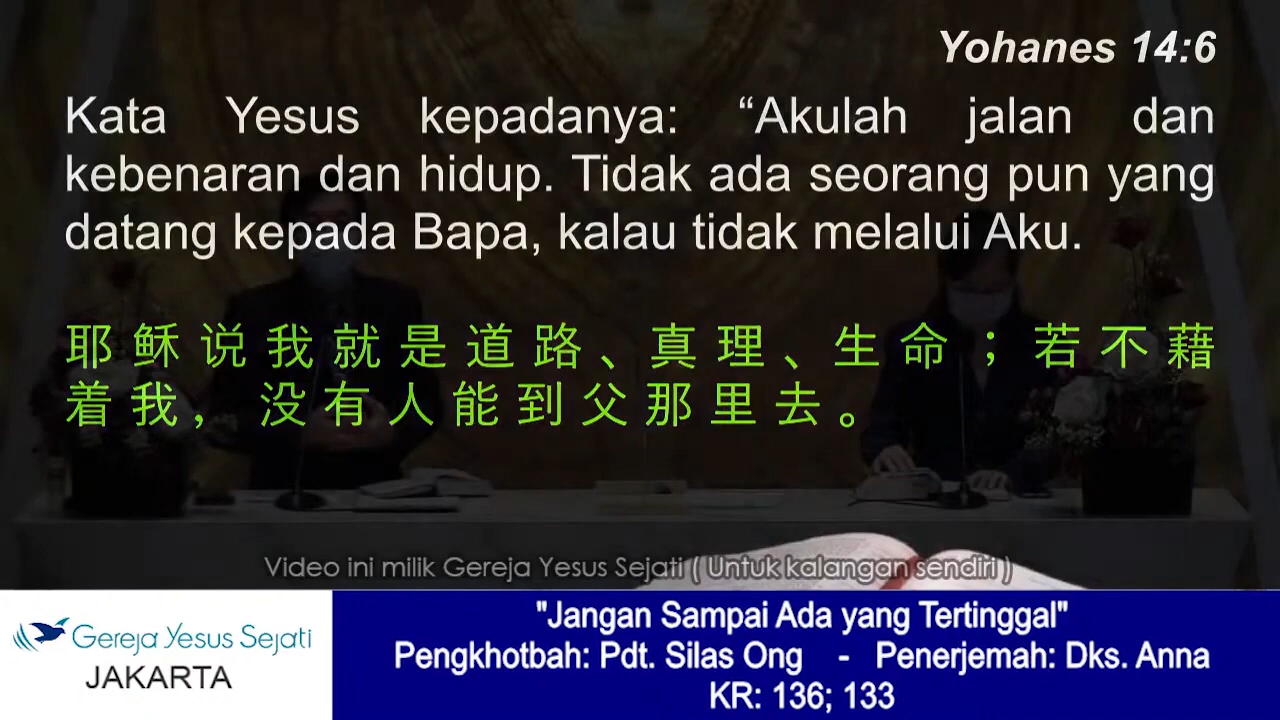 Yohanes 14:6
Kata Yesus kepadanya: “Akulah jalan dan
kebenaran dan hidup. Tidak ada seorang pun yang
datang kepada Bapa, kalau tidak melalui Aku.
耶稣说我就是道路、真理、生命；若不藉
着我，没有人能到父那里去。
Video ini milik Gereja Yesus Sejati ( Untuk kalangan sendiri )
Gereja Yesus Sejati
JAKARTA
"Jangan Sampai Ada yang Tertinggal"
Pengkhotbah: Pdt. Silas Ong - Penerjemah: Dks. Anna
KR: 136; 133